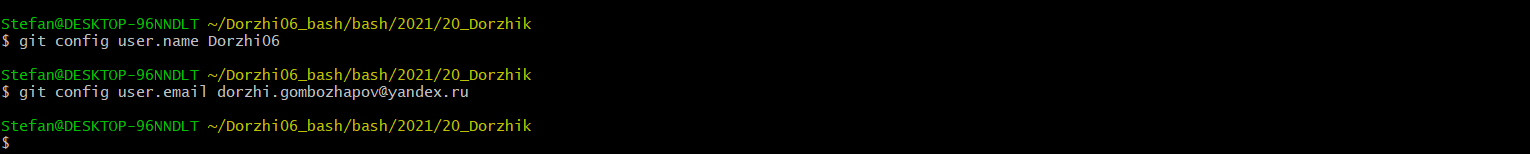 Stefan@DESKTOP-96NNDLT ~/Dorzhi06_bash/bash/2021/20_Dorzhik
$ git config user.name Dorzhi06
Stefan@DESKTOP-96NNDLT ~/Dorzhi06_bash/bash/2021/20_Dorzhik
$ git config user.email dorzhi.gombozhapov@yandex.ru
Stefan@DESKTOP-96NNDLT ~/Dorzhi06_bash/bash/2021/20_Dorzhik
$